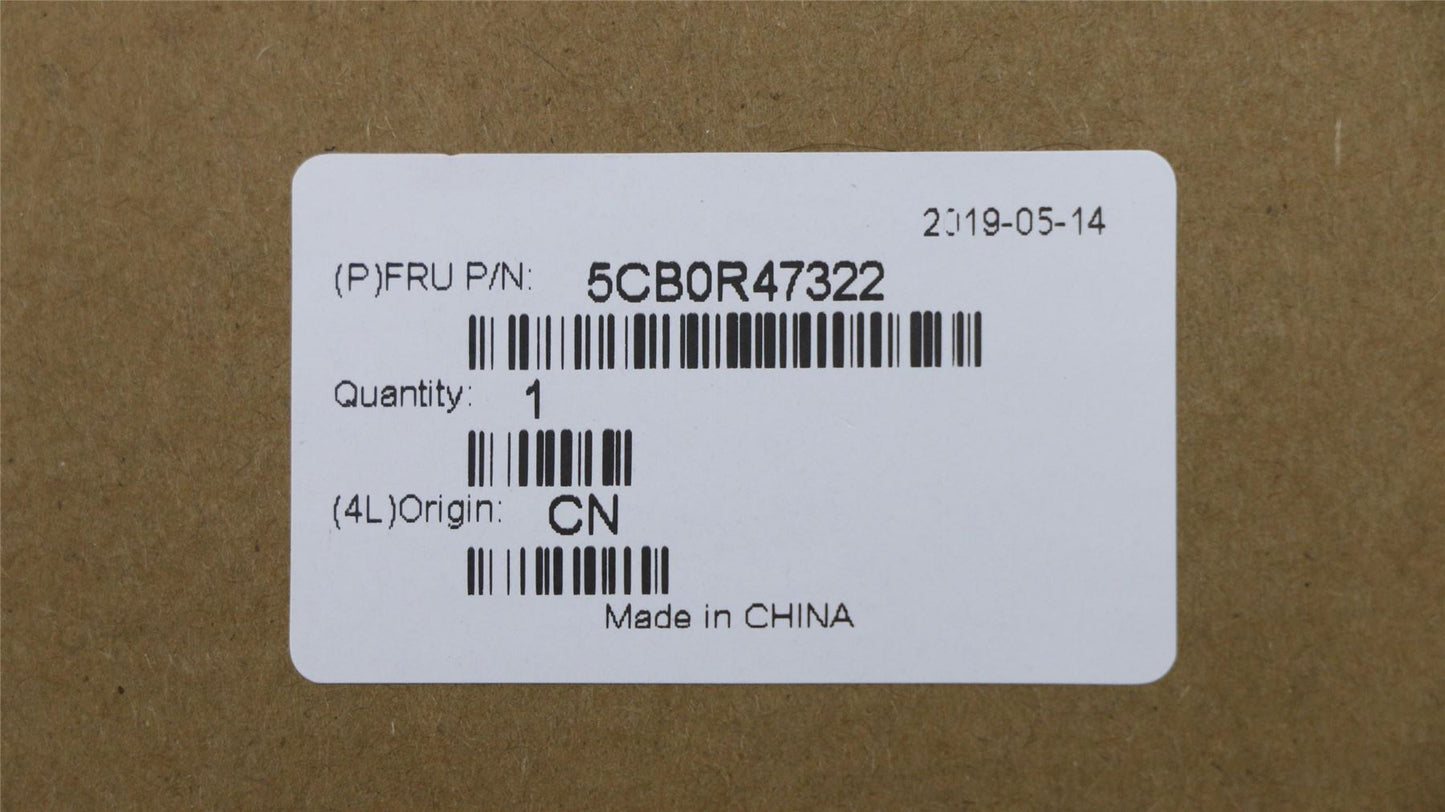 2019-05-14
(P)FRU P/N: 5CB0R47322
Quantity: 1
(4L)Origin: CN
Made in CHINA